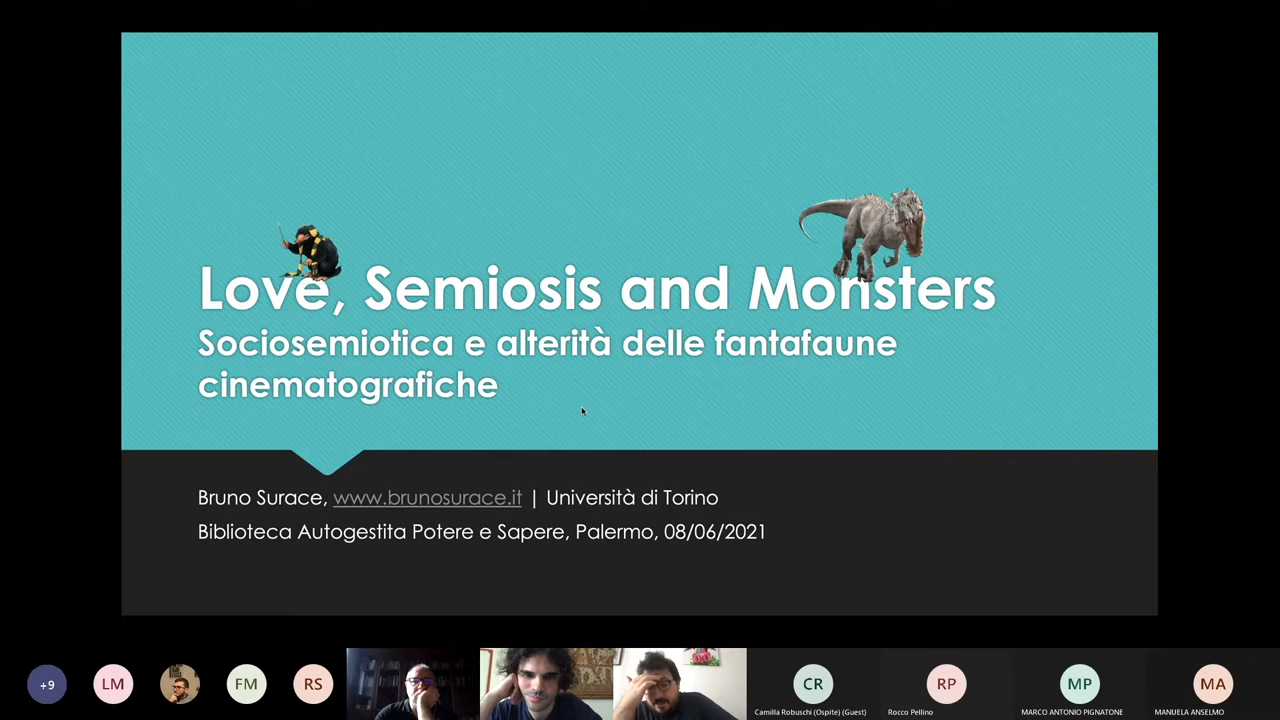 Love, Semiosis and Monsters
Sociosemiotica e alterità delle fantafaune
cinematografiche
Bruno Surace, www.brunosurace.it | Università di Torino
Biblioteca Autogestita Potere e Sapere, Palermo, 08/06/2021
+9
LM
FM
RS
CR
RP
MP
MA
Camilla Robuschi (Ospite) (Guest)
Rocco Pellino
MARCO ANTONIO PIGNATONE
MANUELA ANSELMO